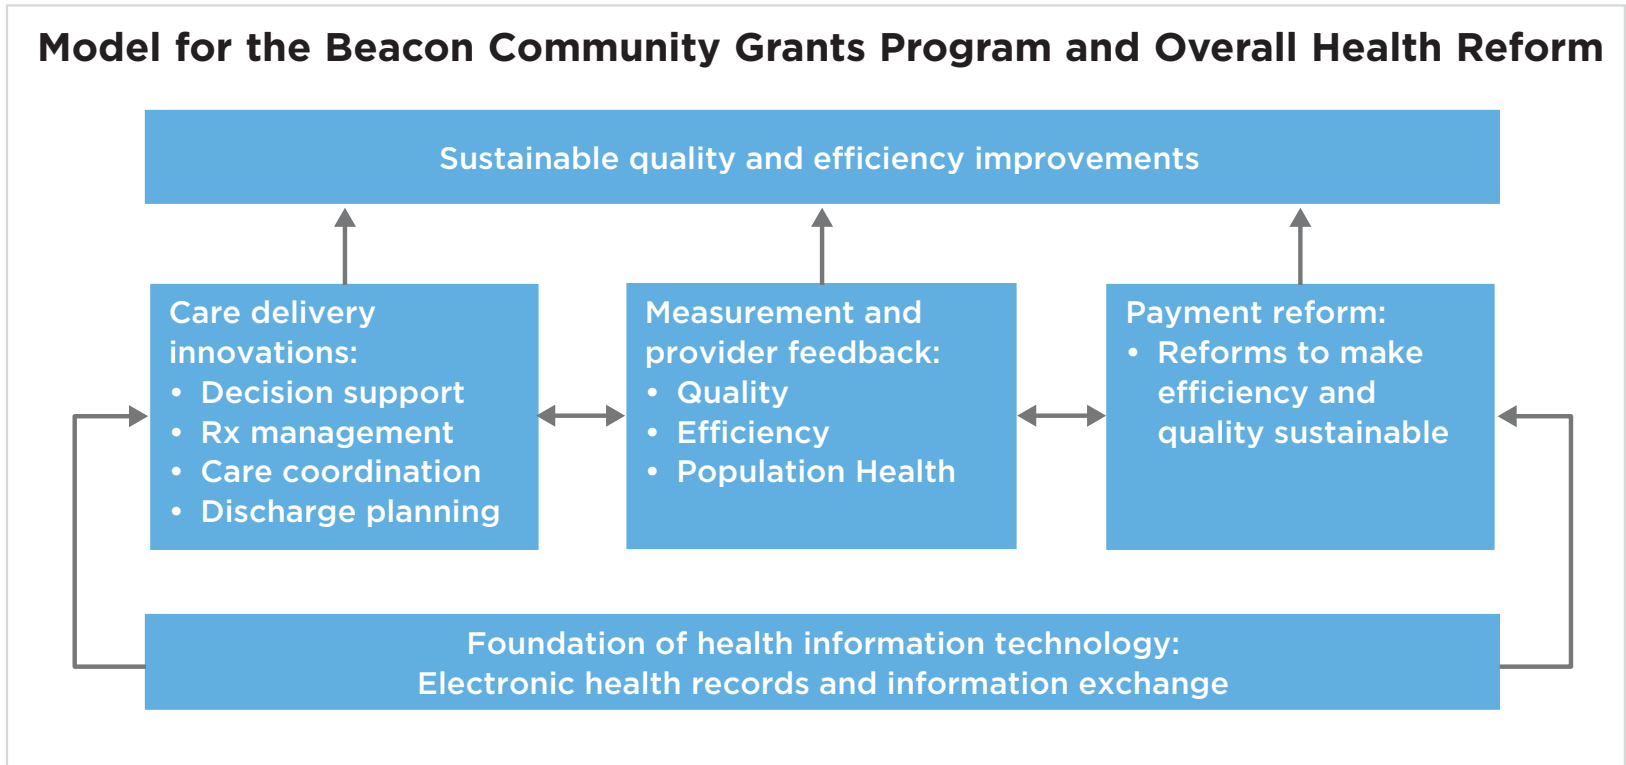 Model for the Beacon Community Grants Program and Overall Health Reform
Sustainable quality and efficiency improvements
Care delivery
innovations:
• Decision support
• Rx management
• Care coordination
• Discharge planning
Measurement and
provider feedback:
• Quality
• Efficiency
• Population Health
Payment reform:
• Reforms to make
efficiency and
quality sustainable
Foundation of health information technology:
Electronic health records and information exchange